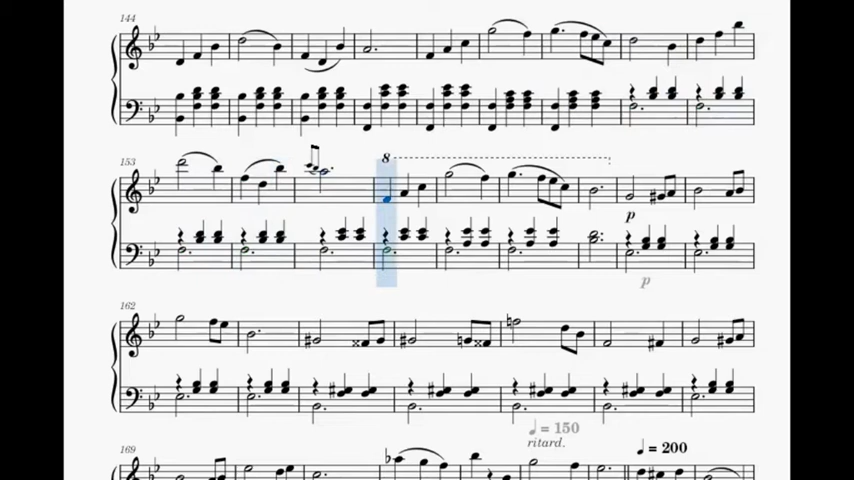 144
153
8
p
p
162
♩ = 150
ritard.
169
♩ = 200